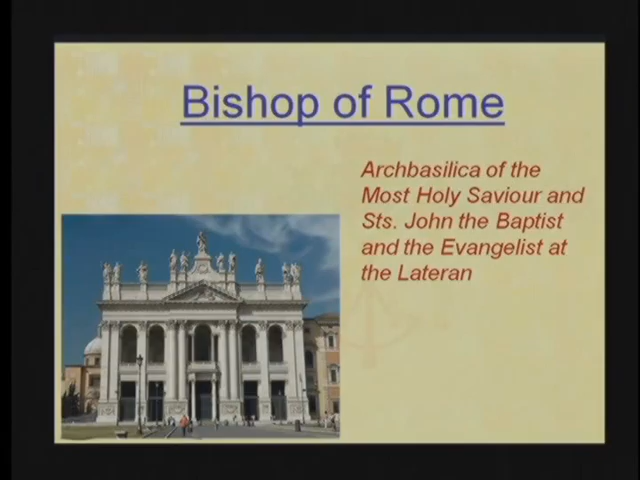 Bishop of Rome
Archbasilica of the
Most Holy Saviour and
Sts. John the Baptist
and the Evangelist at
the Lateran